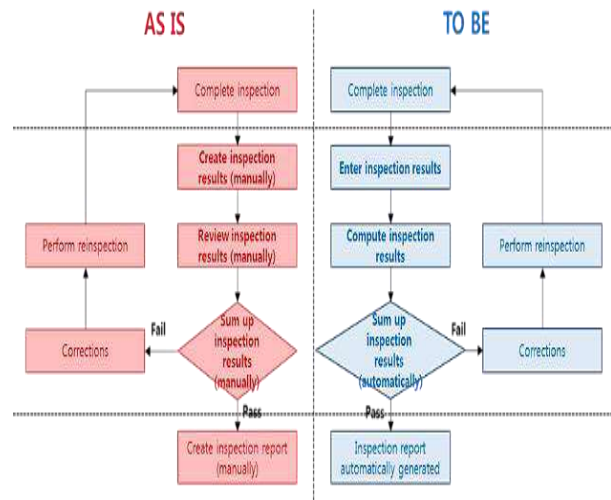 AS IS
Complete inspection
Create inspection
results (manually)
Review inspection
results (manually)
Perform reinspection
Sum up
inspection
results
(manually)
Fail
Corrections
Pass
Create inspection report
(manually)
TO BE
Complete inspection
Enter inspection results
Compute inspection
results
Perform reinspection
Sum up
inspection
results
(automatically)
Fail
Corrections
Pass
Inspection report
automatically generated